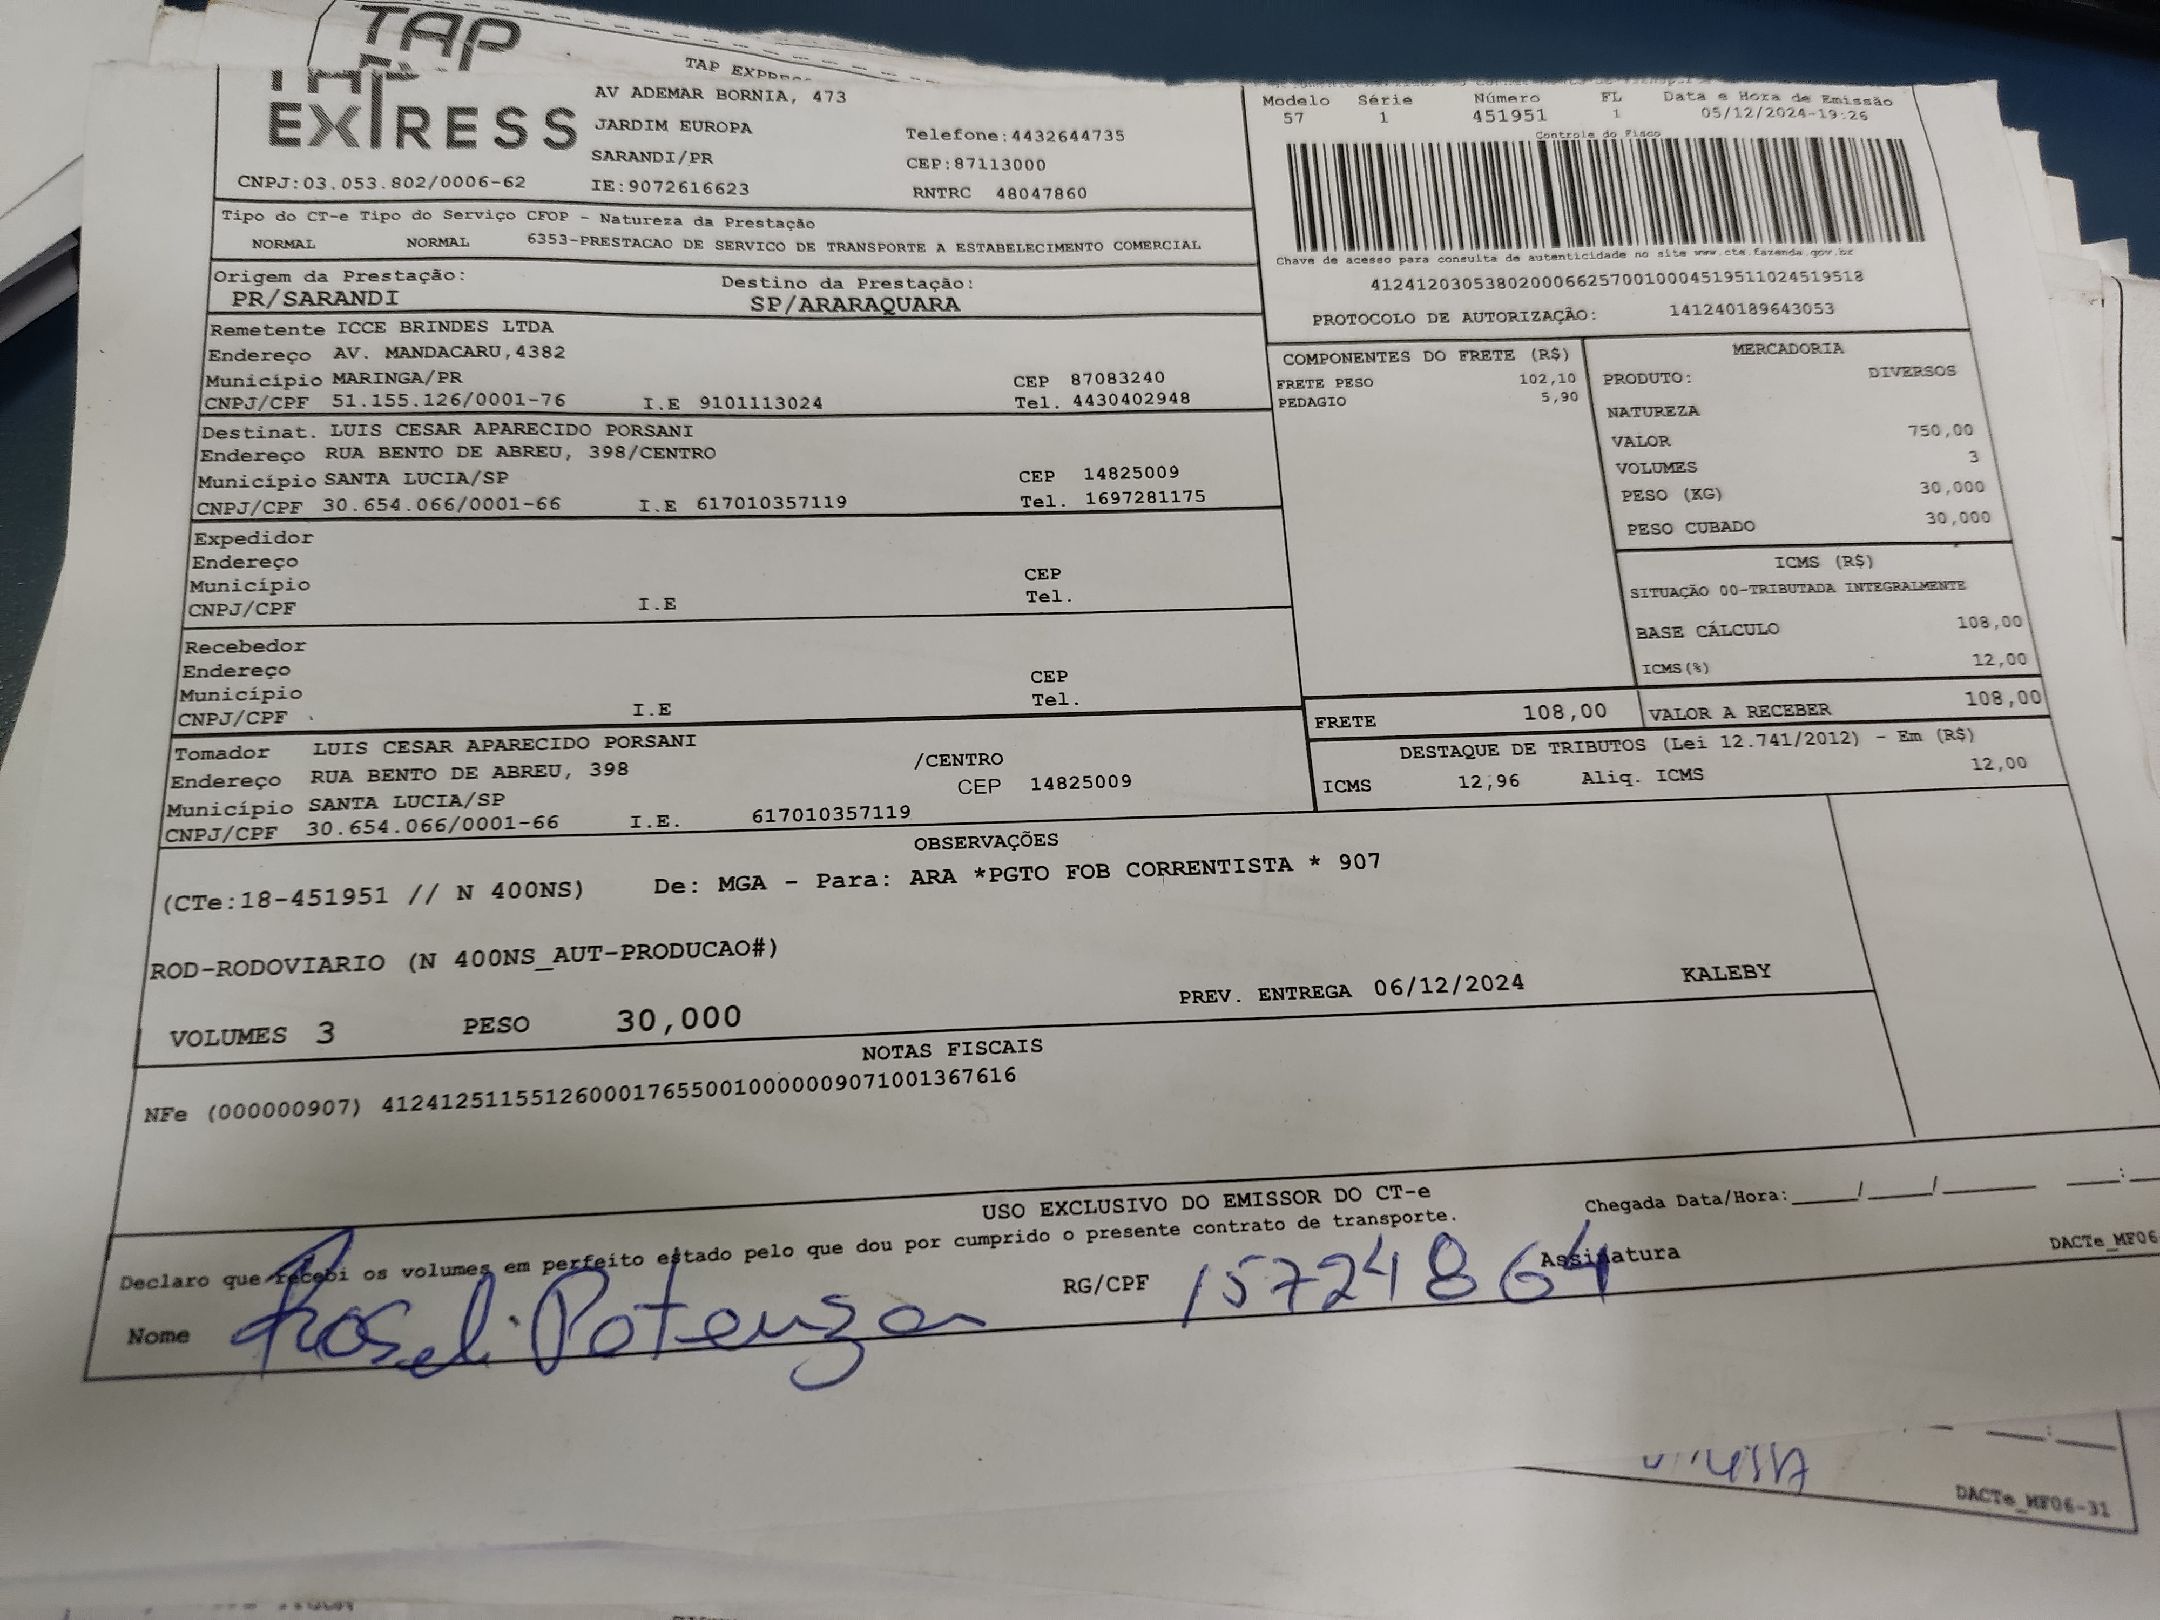 TAP
TAP EXPRE
EXPRESS
AV ADEMAR BORNIA, 473
JARDIM EUROPA
SARANDI/PR
IE:9072616623
Telefone:4432644735
CEP:87113000
RNTRC 48047860
CNPJ:03.053.802/0006-62
Modelo Série Número FL Data e Hora de Emissão
57 1 451951 1 05/12/2024-19:26
Controle do Fisco
Chave de acesso para consulta de autenticidade no site www.cte.fazenda.gov.br
41241203053802000662570010004519511024519518
PROTOCOLO DE AUTORIZAÇÃO: 141240189643053
Tipo do CT-e Tipo do Serviço CFOP - Natureza da Prestação
NORMAL NORMAL 6353-PRESTACAO DE SERVICO DE TRANSPORTE A ESTABELECIMENTO COMERCIAL
Origem da Prestação: Destino da Prestação:
PR/SARANDI SP/ARARAQUARA
Remetente ICCE BRINDES LTDA
Endereço AV. MANDACARU,4382
Município MARINGA/PR CEP 87083240
CNPJ/CPF 51.155.126/0001-76 I.E 9101113024 Tel. 4430402948
Destinat. LUIS CESAR APARECIDO PORSANI
Endereço RUA BENTO DE ABREU, 398/CENTRO
Município SANTA LUCIA/SP CEP 14825009
CNPJ/CPF 30.654.066/0001-66 I.E 617010357119 Tel. 1697281175
Expedidor
Endereço
Município CEP
CNPJ/CPF I.E Tel.
Recebedor
Endereço
Município CEP
CNPJ/CPF I.E Tel.
Tomador LUIS CESAR APARECIDO PORSANI
Endereço RUA BENTO DE ABREU, 398 /CENTRO
Município SANTA LUCIA/SP CEP 14825009
CNPJ/CPF 30.654.066/0001-66 I.E. 617010357119
COMPONENTES DO FRETE (R$)
FRETE PESO 102,10
PEDAGIO 5,90
MERCADORIA
PRODUTO: DIVERSOS
NATUREZA
VALOR 750,00
VOLUMES 3
PESO (KG) 30,000
PESO CUBADO 30,000
ICMS (R$)
SITUAÇÃO 00-TRIBUTADA INTEGRALMENTE
BASE CÁLCULO 108,00
ICMS(%) 12,00
FRETE 108,00 VALOR A RECEBER 108,00
DESTAQUE DE TRIBUTOS (Lei 12.741/2012) - Em (R$)
ICMS 12,96 Aliq. ICMS 12,00
OBSERVAÇÕES
(CTe:18-451951 // N 400NS) De: MGA - Para: ARA *PGTO FOB CORRENTISTA * 907
ROD-RODOVIARIO (N 400NS_AUT-PRODUCAO#)
VOLUMES 3 PESO 30,000 PREV. ENTREGA 06/12/2024 KALEBY
NOTAS FISCAIS
NFe (000000907) 41241251155126000176550010000009071001367616
USO EXCLUSIVO DO EMISSOR DO CT-e
Declaro que recebi os volumes em perfeito estado pelo que dou por cumprido o presente contrato de transporte.
Chegada Data/Hora:____/____/______ ___:__
Nome Roseli Potenza RG/CPF 15724864 Assinatura
DACTe_MF06-
DACTe_MF06-31